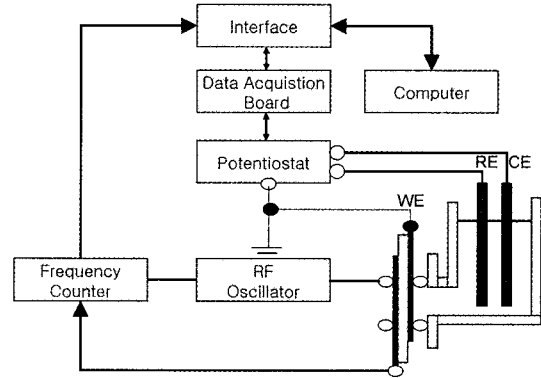 Interface
Data Acquistion
Board
Computer
Potentiostat
RE CE
WE
Frequency
Counter
RF
Oscillator